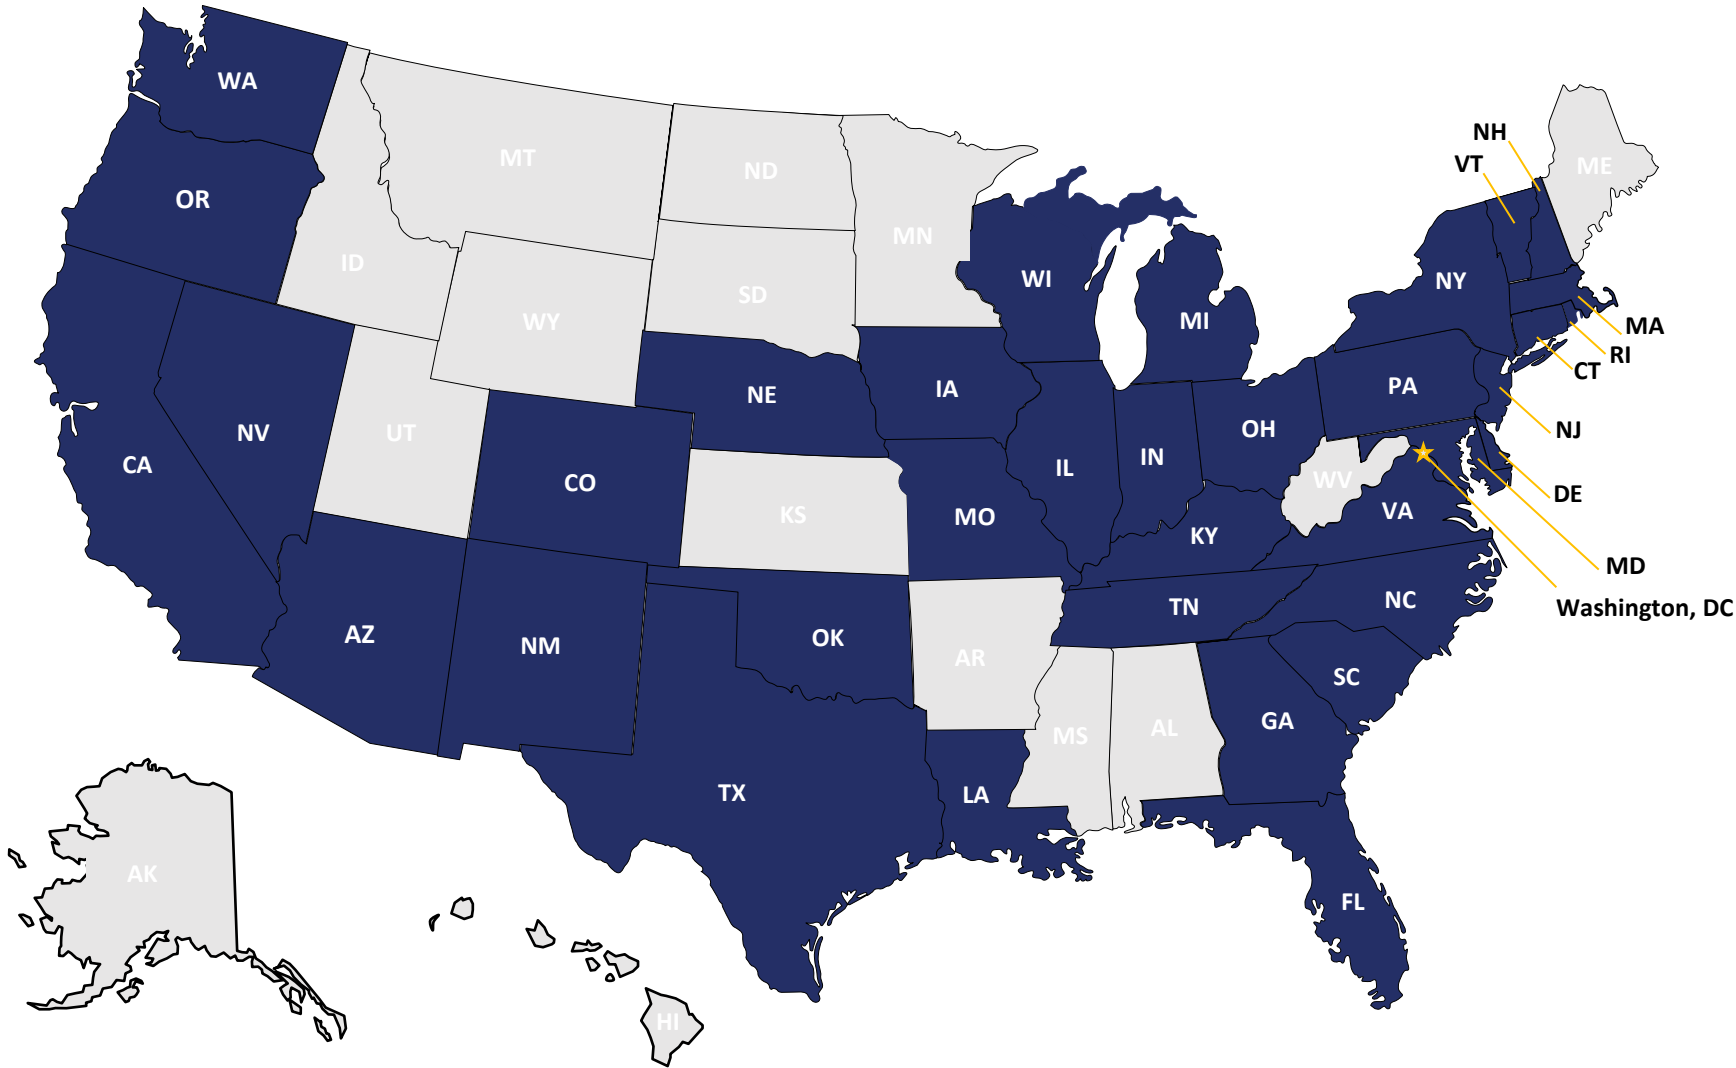 WA
NH
VT
MT
ND
ME
OR
MN
ID
WI
NY
SD
WY
MI
MA
RI
CT
PA
NE
IA
NV
UT
OH
NJ
CA
IL
IN
CO
WV
DE
KS
MO
VA
KY
MD
TN
NC
Washington, DC
AZ
NM
OK
AR
SC
GA
MS
AL
TX
LA
AK
FL
HI